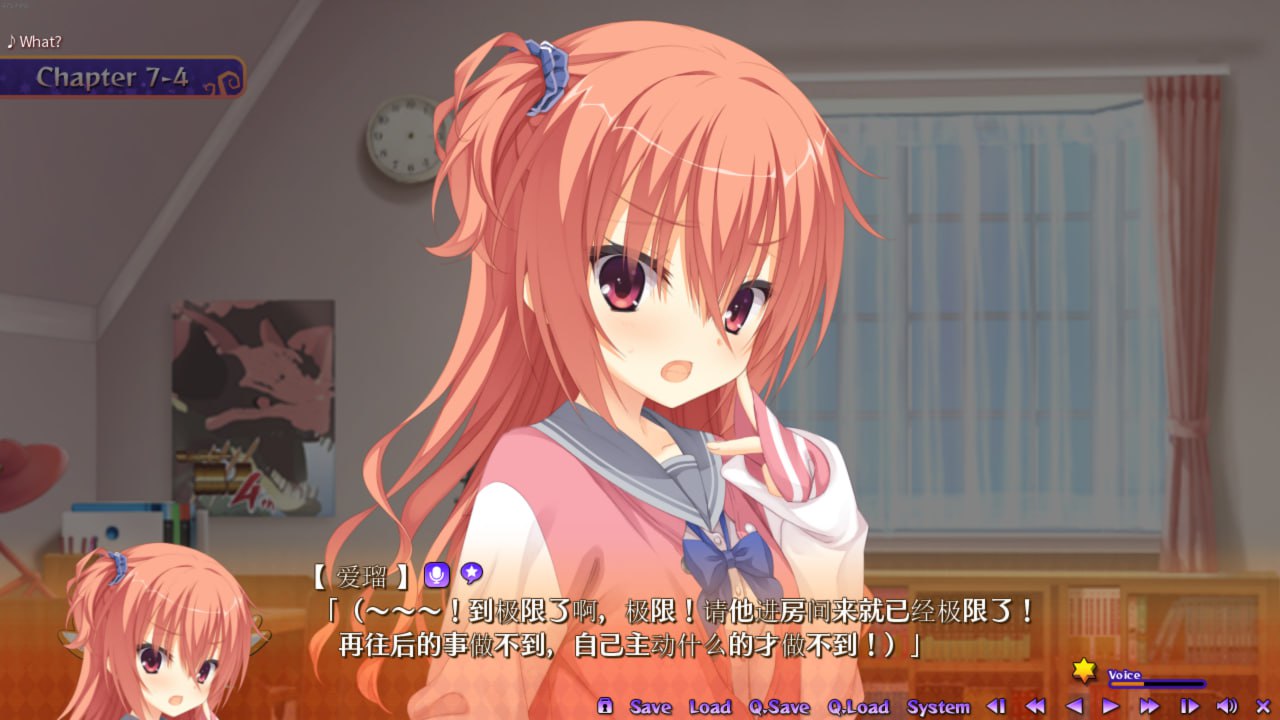 ♪What?
Chapter 7-4
【 爱瑠 】
「（～～～！到极限了啊，极限！请他进房间来就已经极限了！
再往后的事做不到，自己主动什么的才做不到！）」
Voice
Save Load Q.Save Q.Load System